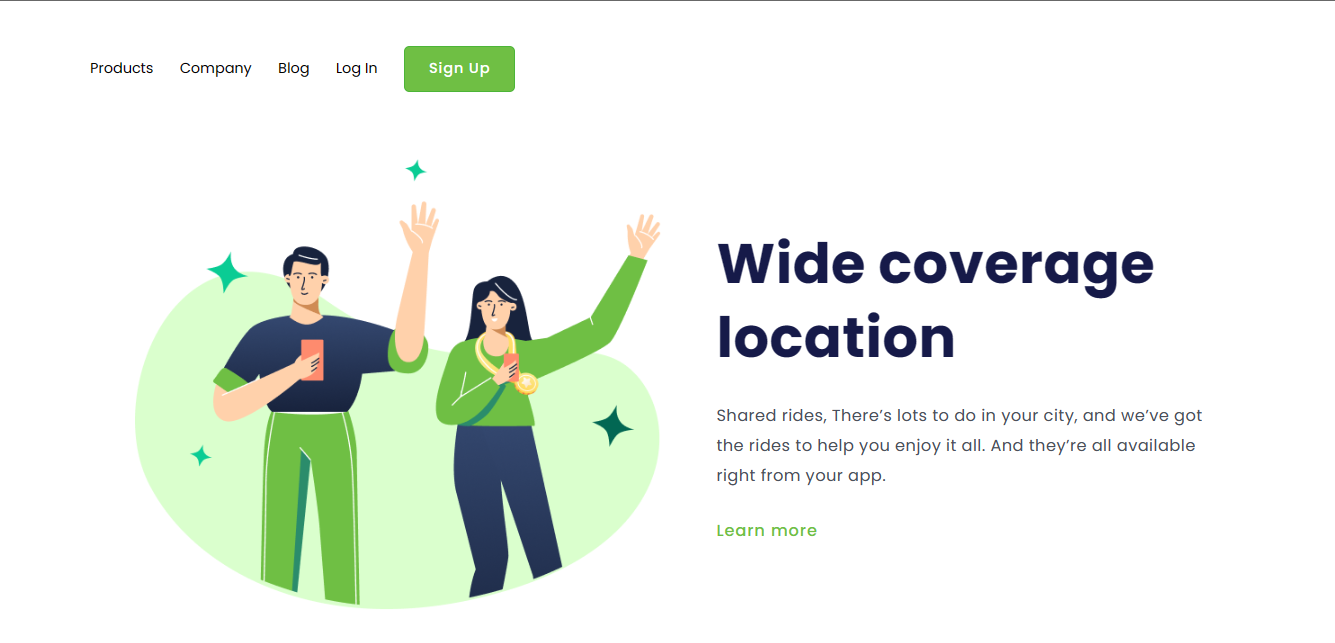 Products Company Blog Log In Sign Up
Wide coverage
location
Shared rides, There’s lots to do in your city, and we’ve got
the rides to help you enjoy it all. And they’re all available
right from your app.
Learn more